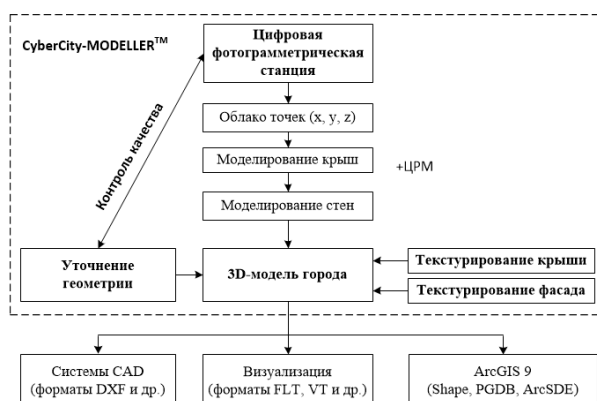 CyberCity-MODELLER™
Цифровая
фотограмметрическая
станция
Облако точек (x, y, z)
Контроль качества
Моделирование крыш
+ЦРМ
Моделирование стен
Уточнение
геометрии
3D-модель города
Текстурирование крыши
Текстурирование фасада
Системы CAD
(форматы DXF и др.)
Визуализация
(форматы FLT, VT и др.)
ArcGIS 9
(Shape, PGDB, ArcSDE)